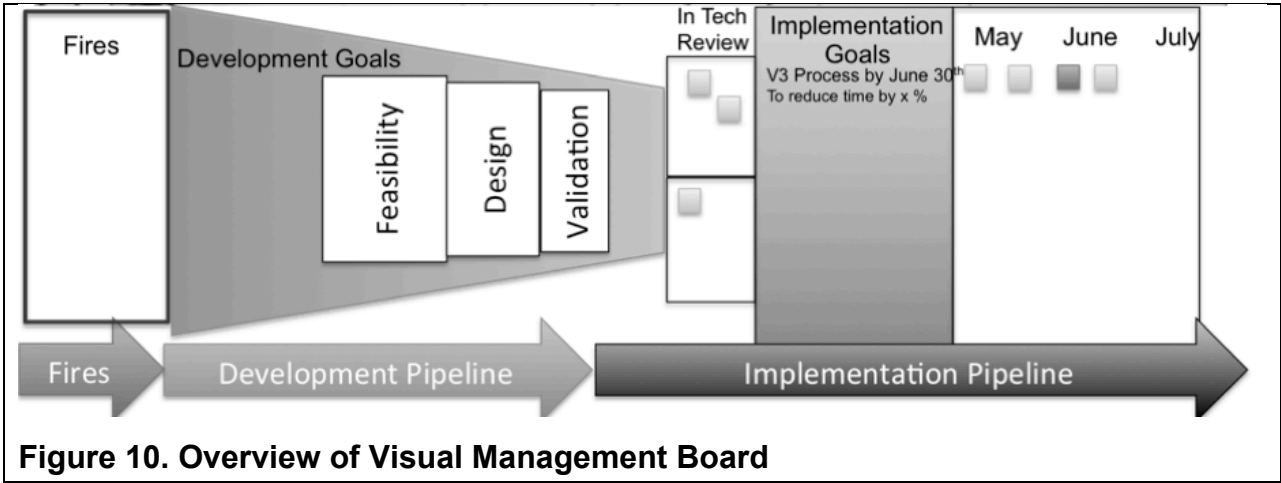 Fires
Development Goals
Feasibility
Design
Validation
In Tech
Review
Implementation
Goals
V3 Process by June 30th
To reduce time by x %
May June July
Fires
Development Pipeline
Implementation Pipeline
Figure 10. Overview of Visual Management Board